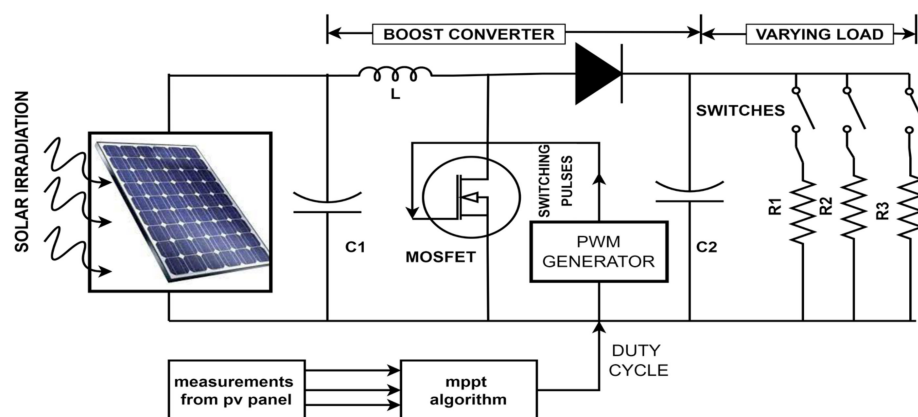 BOOST CONVERTER
VARYING LOAD
SOLAR IRRADIATION
L
SWITCHES
C1
MOSFET
SWITCHING
PULSES
PWM
GENERATOR
C2
R1
R2
R3
DUTY
CYCLE
measurements
from pv panel
mppt
algorithm